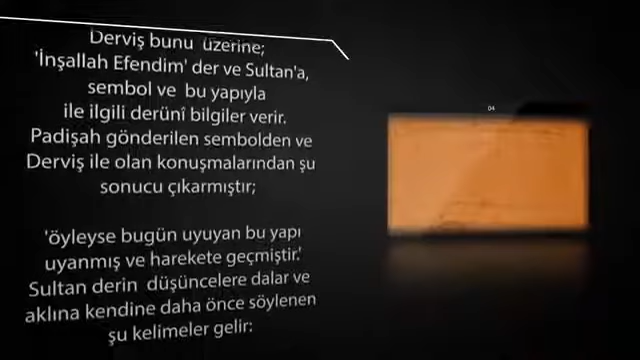 Derviş bunu üzerine;
'İnşallah Efendim' der ve Sultan'a,
sembol ve bu yapıyla
ile ilgili derünî bilgiler verir.
Padişah gönderilen sembolden ve
Derviş ile olan konuşmalarından şu
sonucu çıkarmıştır;
'öyleyse bugün uyuyan bu yapı
uyanmış ve harekete geçmiştir.'
Sultan derin düşüncelere dalar ve
aklına kendine daha önce söylenen
şu kelimeler gelir:
04